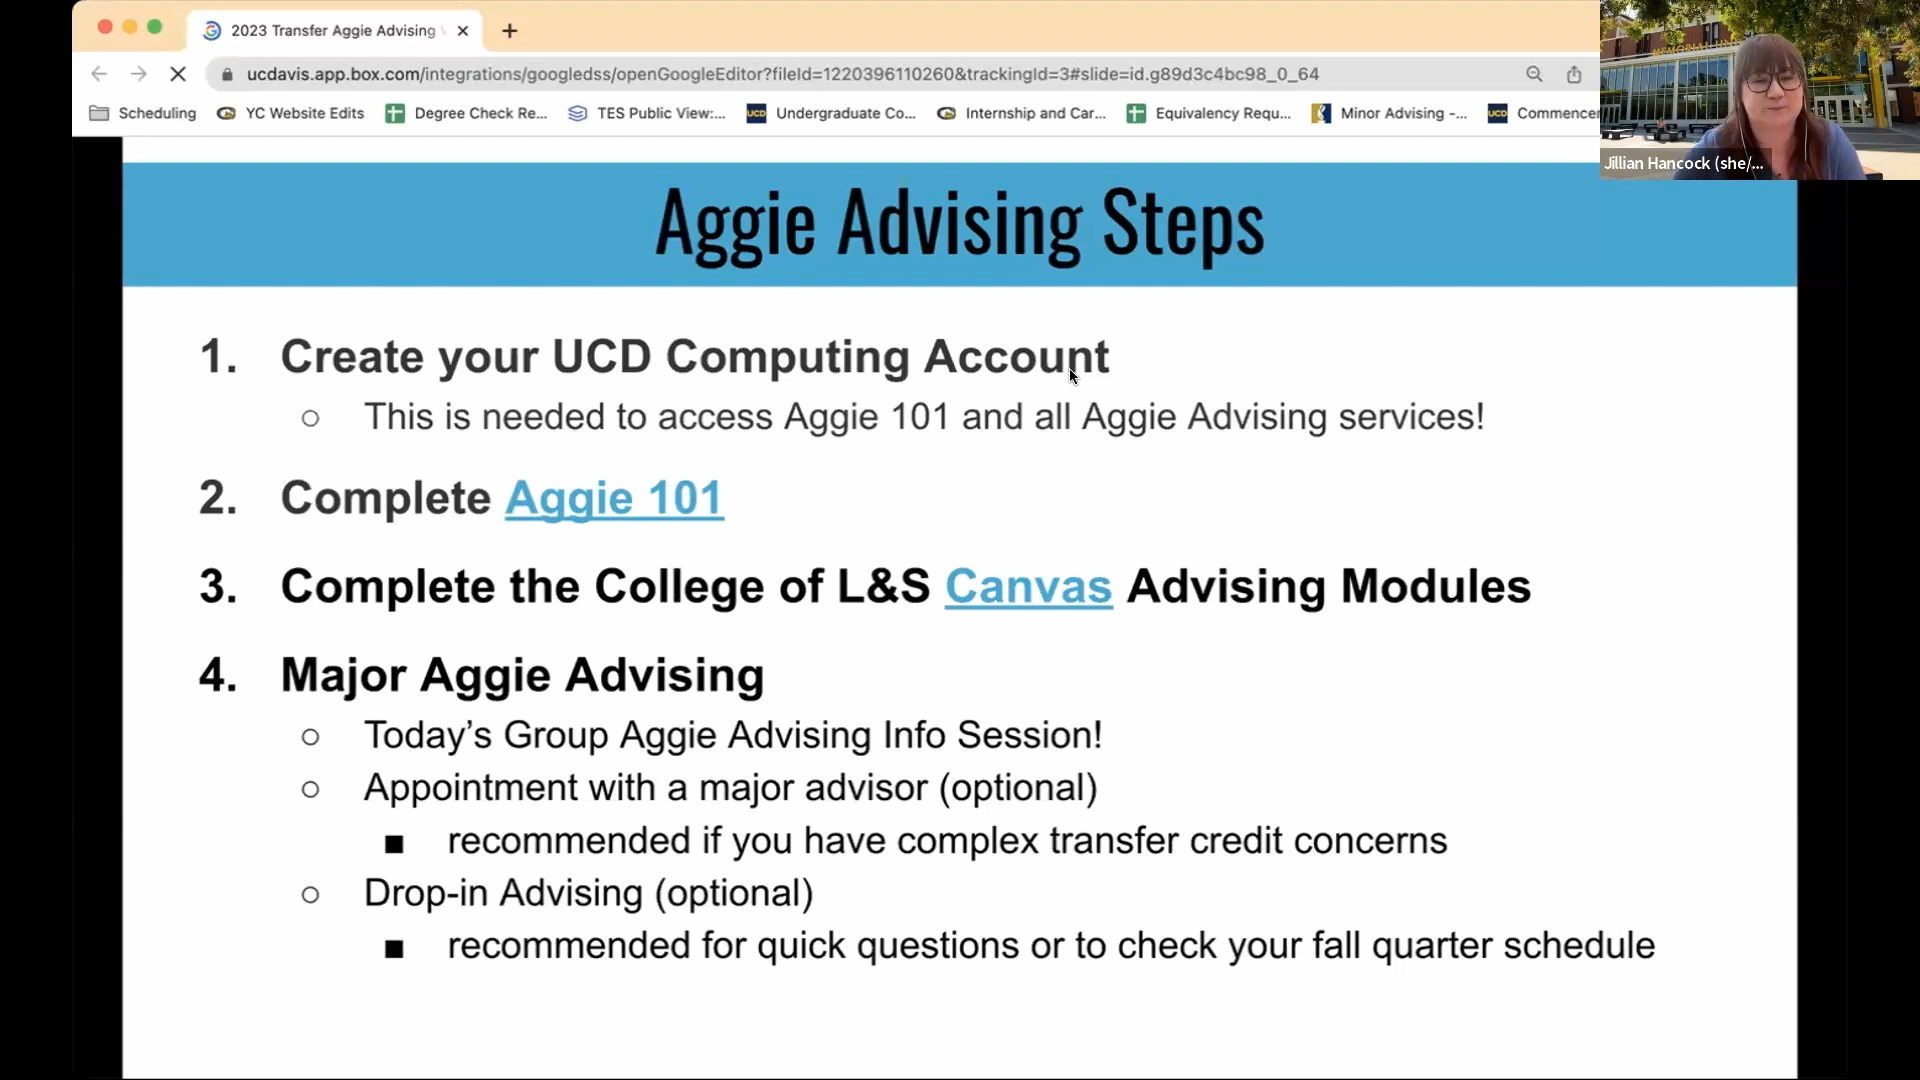 2023 Transfer Aggie Advising
ucdavis.app.box.com/integrations/googledss/openGoogleEditor?fileId=1220396110260&trackingId=3#slide=id.g89d3c4bc98_0_64
Scheduling YC Website Edits Degree Check Re... TES Public View:... UCD Undergraduate Co... Internship and Car... Equivalency Requ... Minor Advising -... UCD Commencer
MEMORIAL
Jillian Hancock (she/...
Aggie Advising Steps
1. Create your UCD Computing Account
○ This is needed to access Aggie 101 and all Aggie Advising services!
2. Complete Aggie 101
3. Complete the College of L&S Canvas Advising Modules
4. Major Aggie Advising
○ Today's Group Aggie Advising Info Session!
○ Appointment with a major advisor (optional)
■ recommended if you have complex transfer credit concerns
○ Drop-in Advising (optional)
■ recommended for quick questions or to check your fall quarter schedule